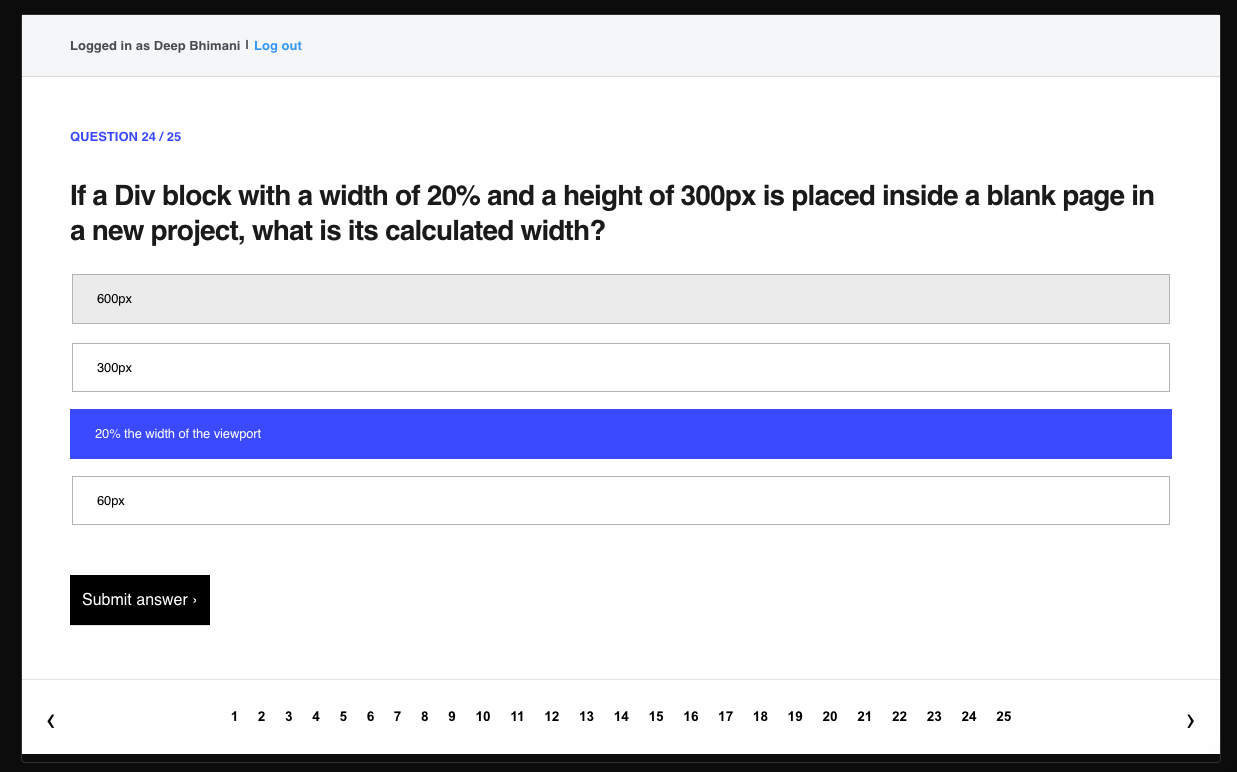 Logged in as Deep Bhimani | Log out
QUESTION 24 / 25
If a Div block with a width of 20% and a height of 300px is placed inside a blank page in
a new project, what is its calculated width?
600px
300px
20% the width of the viewport
60px
Submit answer ›
‹ 1 2 3 4 5 6 7 8 9 10 11 12 13 14 15 16 17 18 19 20 21 22 23 24 25 ›